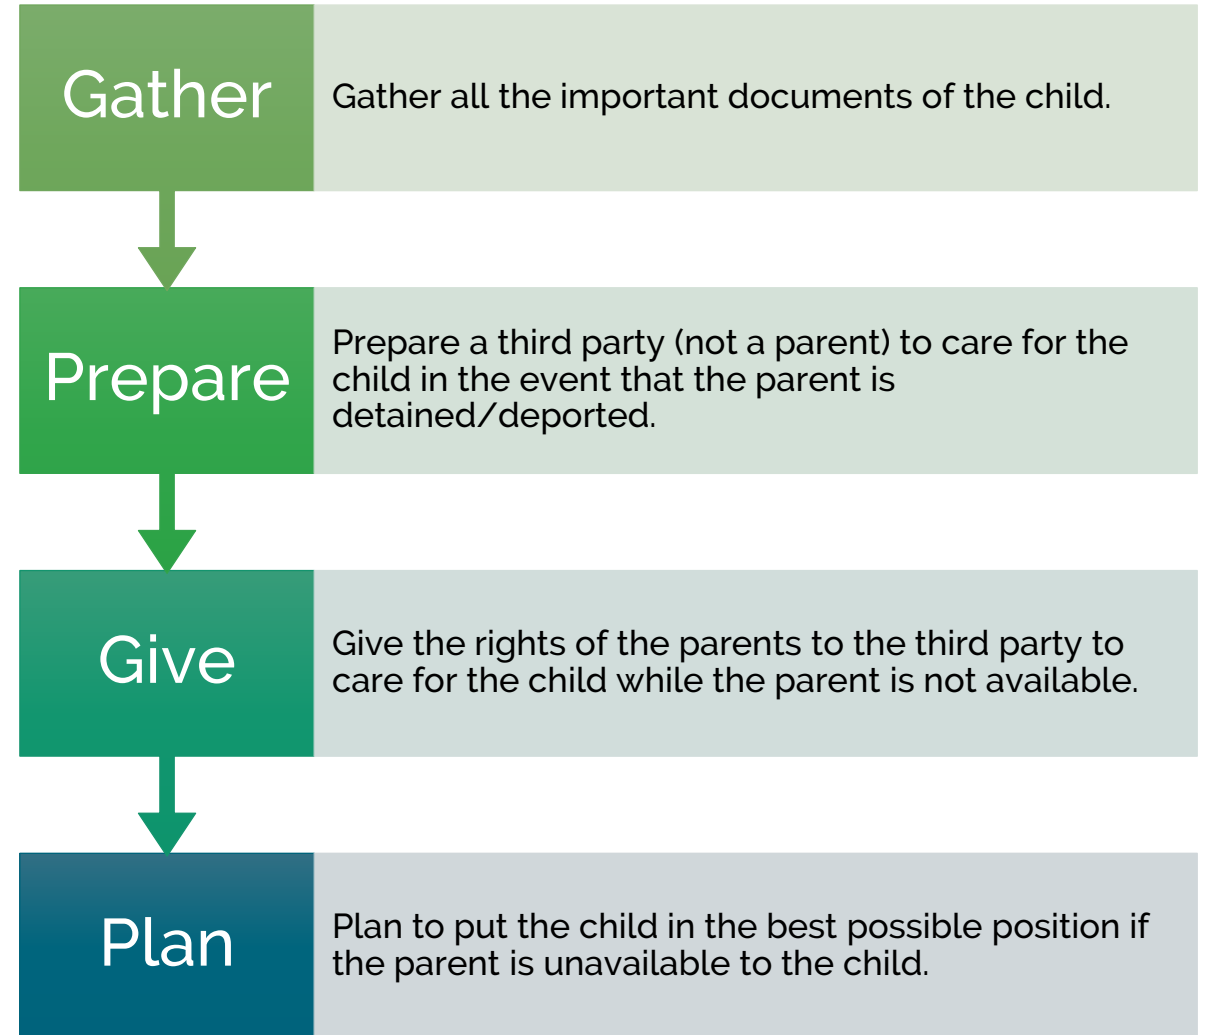 Gather
Gather all the important documents of the child.
Prepare
Prepare a third party (not a parent) to care for the
child in the event that the parent is
detained/deported.
Give
Give the rights of the parents to the third party to
care for the child while the parent is not available.
Plan
Plan to put the child in the best possible position if
the parent is unavailable to the child.